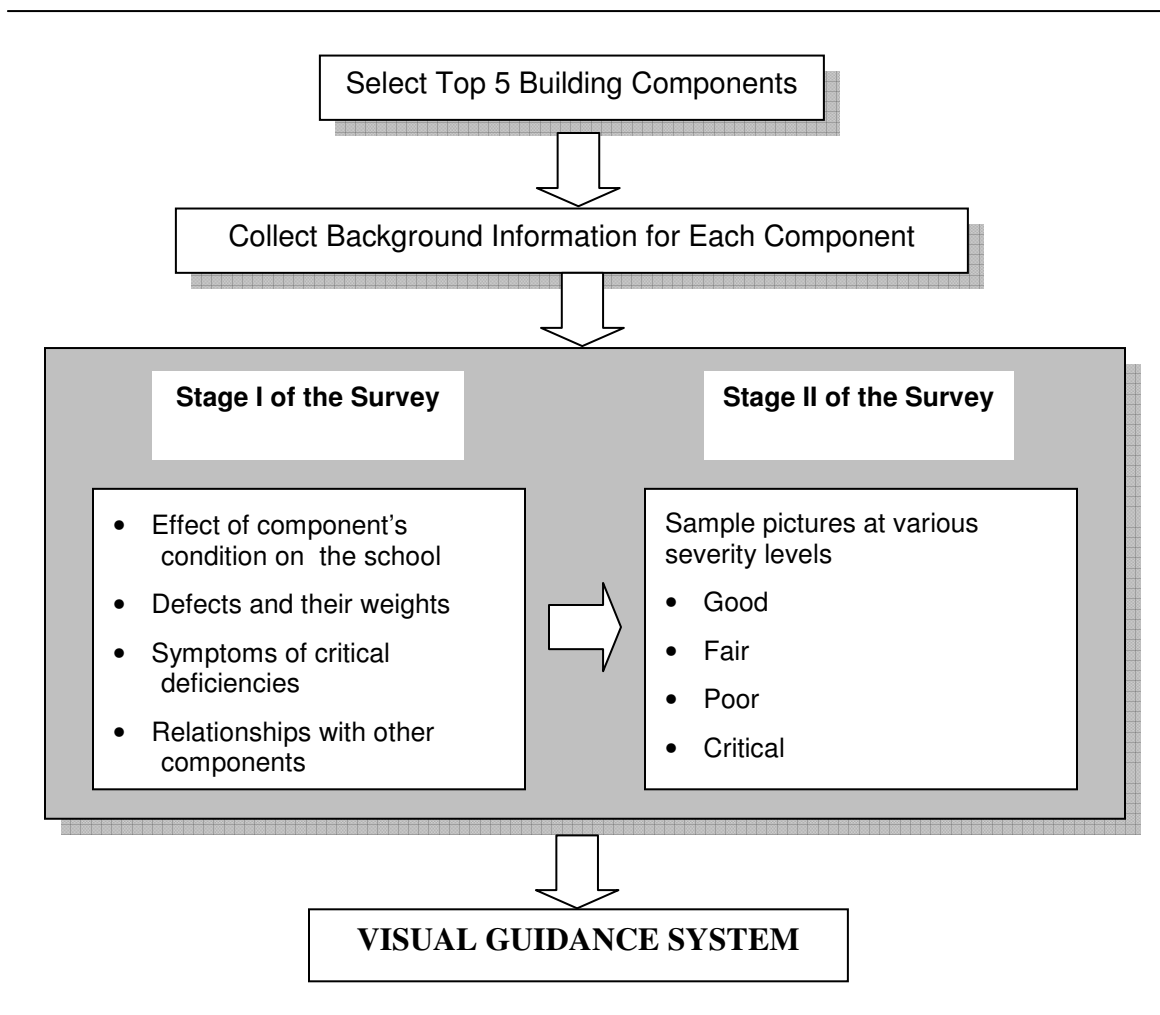 Select Top 5 Building Components
Collect Background Information for Each Component
Stage I of the Survey
• Effect of component's
condition on the school
• Defects and their weights
• Symptoms of critical
deficiencies
• Relationships with other
components
Stage II of the Survey
Sample pictures at various
severity levels
• Good
• Fair
• Poor
• Critical
VISUAL GUIDANCE SYSTEM